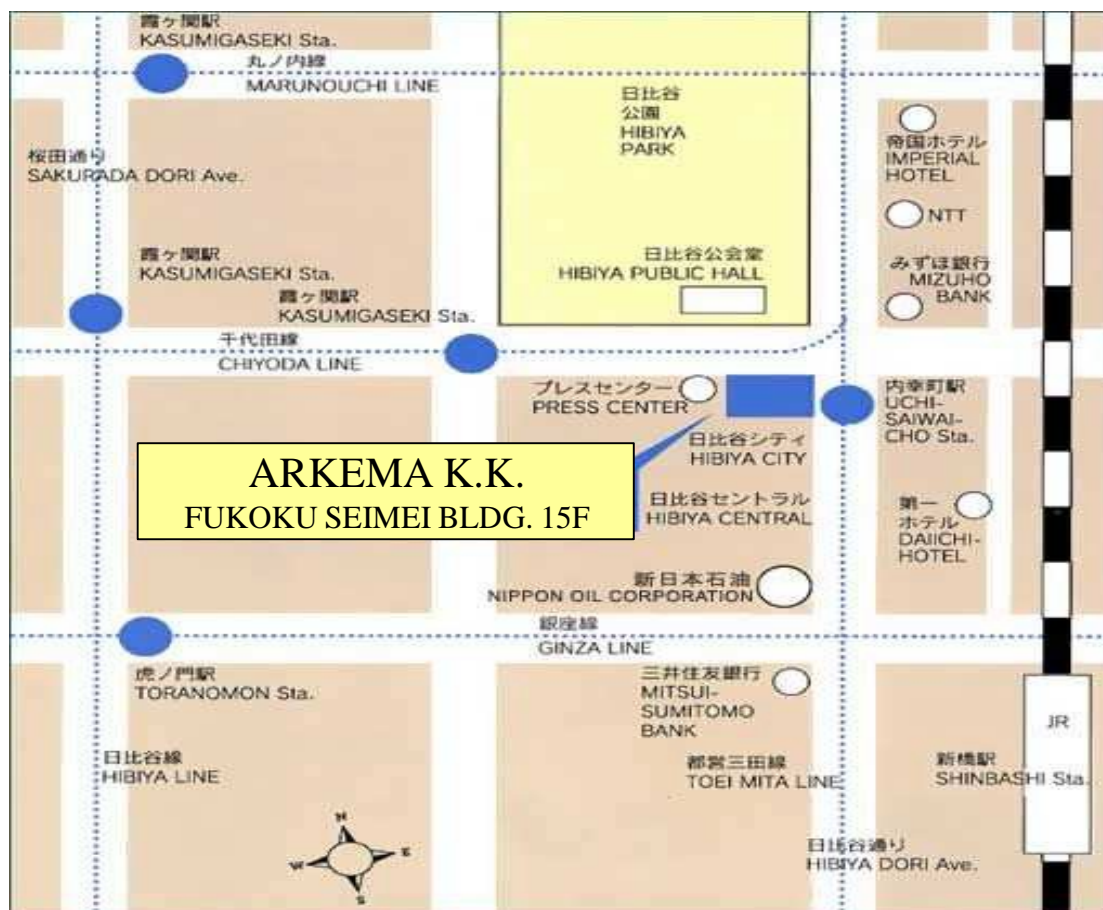 霞ヶ関駅
KASUMIGASEKI Sta.
丸ノ内線
MARUNOUCHI LINE
日比谷
公園
HIBIYA
PARK
帝国ホテル
IMPERIAL
HOTEL
桜田通り
SAKURADA DORI Ave.
NTT
霞ヶ関駅
KASUMIGASEKI Sta.
霞ヶ関駅
KASUMIGASEKI Sta.
日比谷公会堂
HIBIYA PUBLIC HALL
みずほ銀行
MIZUHO
BANK
千代田線
CHIYODA LINE
プレスセンター
PRESS CENTER
内幸町駅
UCHI-
SAIWAI-
CHO Sta.
日比谷シティ
HIBIYA CITY
ARKEMA K.K.
FUKOKU SEIMEI BLDG. 15F
日比谷セントラル
HIBIYA CENTRAL
第一
ホテル
DAIICHI-
HOTEL
新日本石油
NIPPON OIL CORPORATION
銀座線
GINZA LINE
虎ノ門駅
TORANOMON Sta.
三井住友銀行
MITSUI-
SUMITOMO
BANK
JR
日比谷線
HIBIYA LINE
都営三田線
TOEI MITA LINE
新橋駅
SHINBASHI Sta.
日比谷通り
HIBIYA DORI Ave.
N
W
E
S